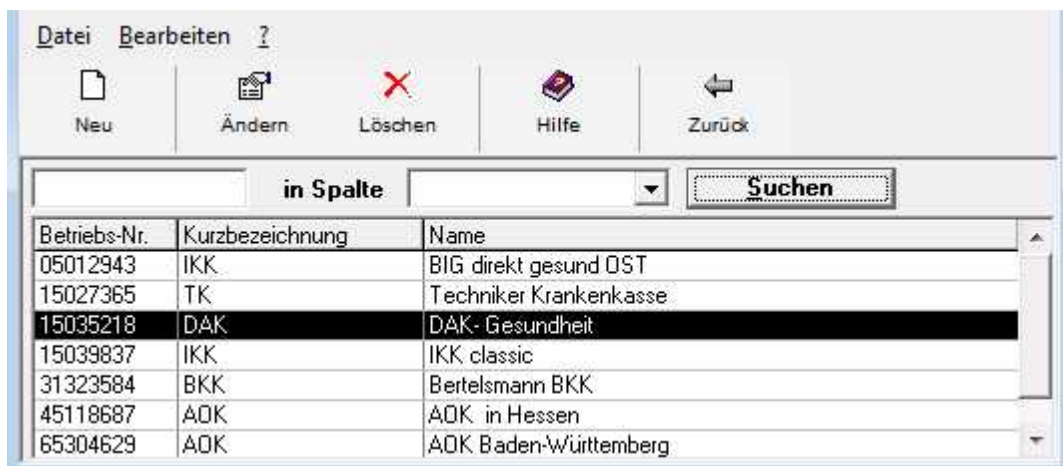 Datei Bearbeiten ?
Neu Ändern Löschen Hilfe Zurück
in Spalte Suchen
Betriebs-Nr. Kurzbezeichnung Name
05012943 IKK BIG direkt gesund OST
15027365 TK Techniker Krankenkasse
15035218 DAK DAK- Gesundheit
15039837 IKK IKK classic
31323584 BKK Bertelsmann BKK
45118687 AOK AOK in Hessen
65304629 AOK AOK Baden-Württemberg